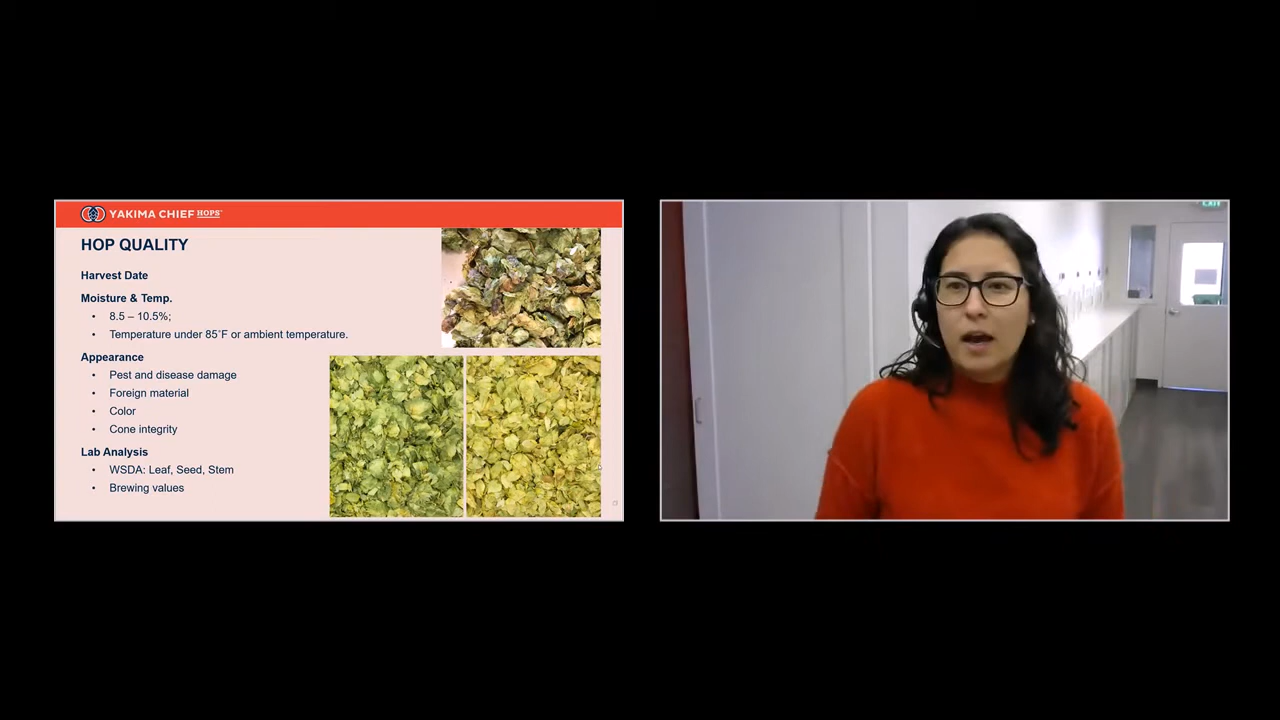 YAKIMA CHIEF HOPS®
HOP QUALITY
Harvest Date
Moisture & Temp.
• 8.5 – 10.5%;
• Temperature under 85˚F or ambient temperature.
Appearance
• Pest and disease damage
• Foreign material
• Color
• Cone integrity
Lab Analysis
• WSDA: Leaf, Seed, Stem
• Brewing values
EXIT